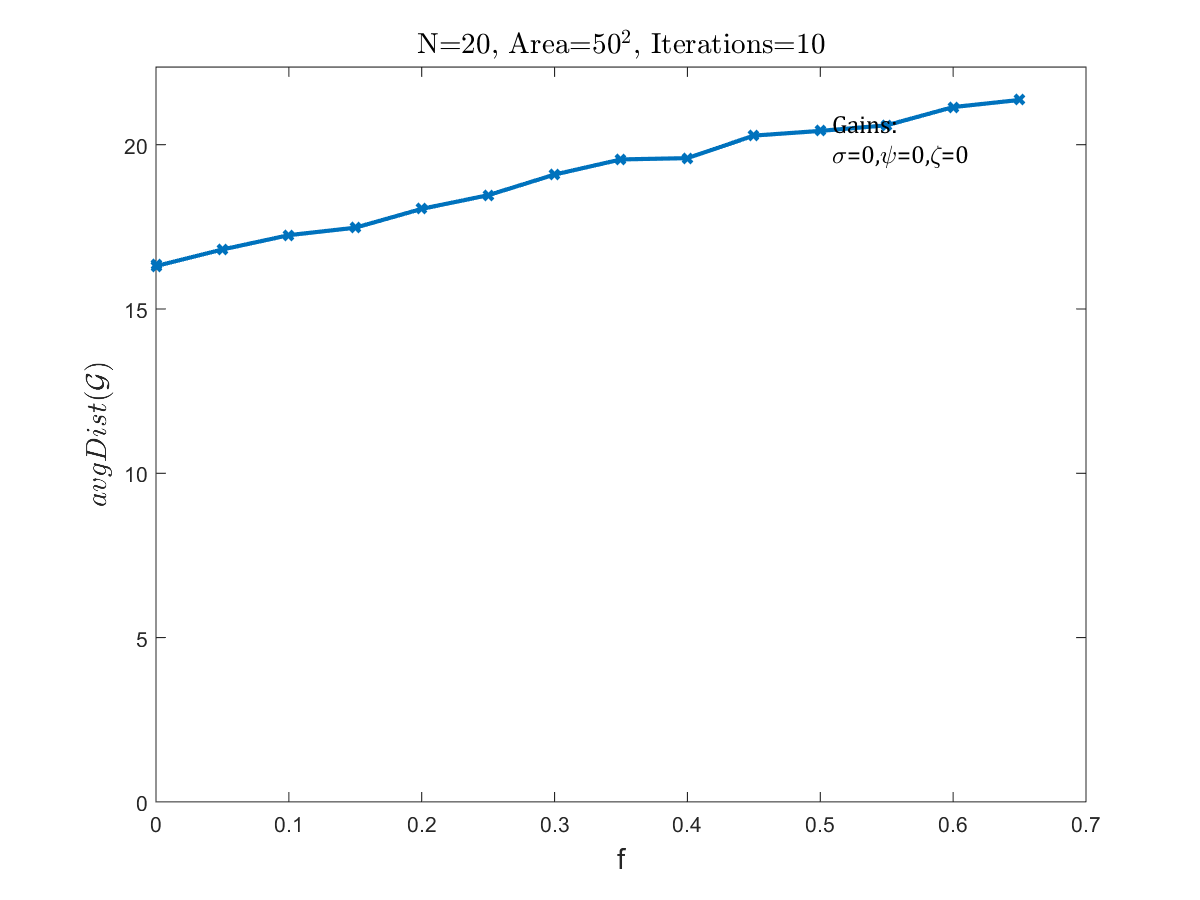 N=20, Area=50², Iterations=10
Gains:
σ=0,ψ=0,ζ=0
avgDist(𝒢)
20
15
10
5
0
0 0.1 0.2 0.3 0.4 0.5 0.6 0.7
f